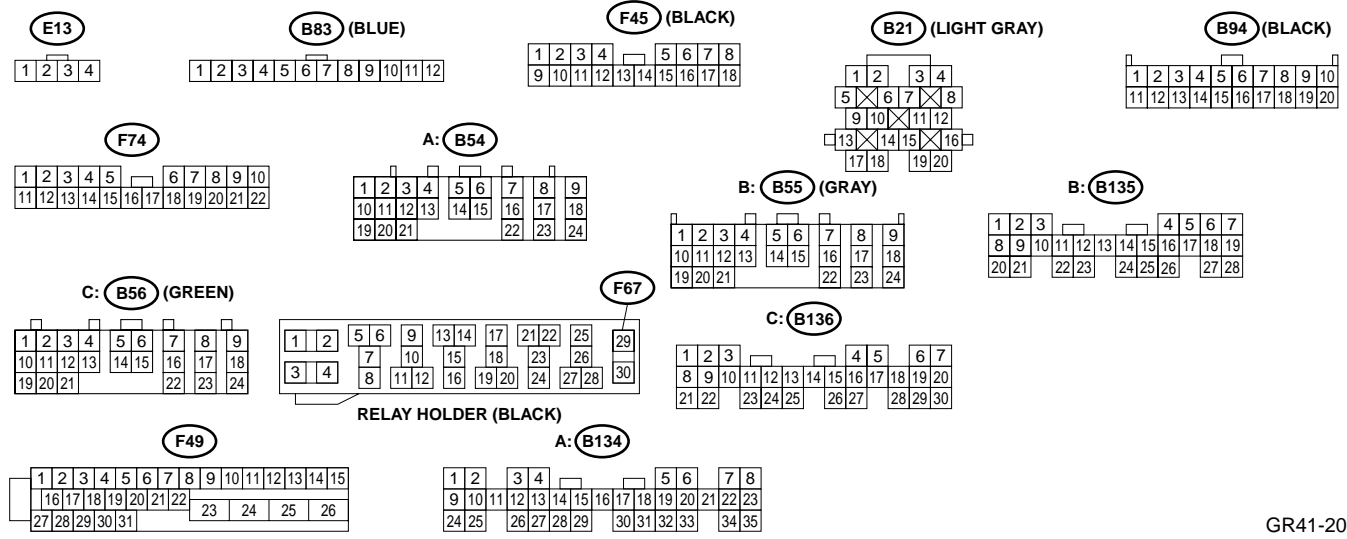 E13
1 2 3 4
B83 (BLUE)
1 2 3 4 5 6 7 8 9 10 11 12
F45 (BLACK)
1 2 3 4 5 6 7 8
9 10 11 12 13 14 15 16 17 18
B21 (LIGHT GRAY)
1 2 3 4
5 6 7 8
9 10 11 12
13 14 15 16
17 18 19 20
B94 (BLACK)
1 2 3 4 5 6 7 8 9 10
11 12 13 14 15 16 17 18 19 20
F74
1 2 3 4 5 6 7 8 9 10
11 12 13 14 15 16 17 18 19 20 21 22
A: B54
1 2 3 4 5 6 7 8 9
10 11 12 13 14 15 16 17 18
19 20 21 22 23 24
B: B55 (GRAY)
1 2 3 4 5 6 7 8 9
10 11 12 13 14 15 16 17 18
19 20 21 22 23 24
B: B135
1 2 3 4 5 6 7
8 9 10 11 12 13 14 15 16 17 18 19
20 21 22 23 24 25 26 27 28
C: B56 (GREEN)
1 2 3 4 5 6 7 8 9
10 11 12 13 14 15 16 17 18
19 20 21 22 23 24
F67
1 2 5 6 9 13 14 17 21 22 25 29
7 10 15 18 23 26
3 4 8 11 12 16 19 20 24 27 28 30
RELAY HOLDER (BLACK)
C: B136
1 2 3 4 5 6 7
8 9 10 11 12 13 14 15 16 17 18 19 20
21 22 23 24 25 26 27 28 29 30
F49
1 2 3 4 5 6 7 8 9 10 11 12 13 14 15
16 17 18 19 20 21 22 23 24 25 26
27 28 29 30 31
A: B134
1 2 3 4 5 6 7 8
9 10 11 12 13 14 15 16 17 18 19 20 21 22 23
24 25 26 27 28 29 30 31 32 33 34 35
GR41-20